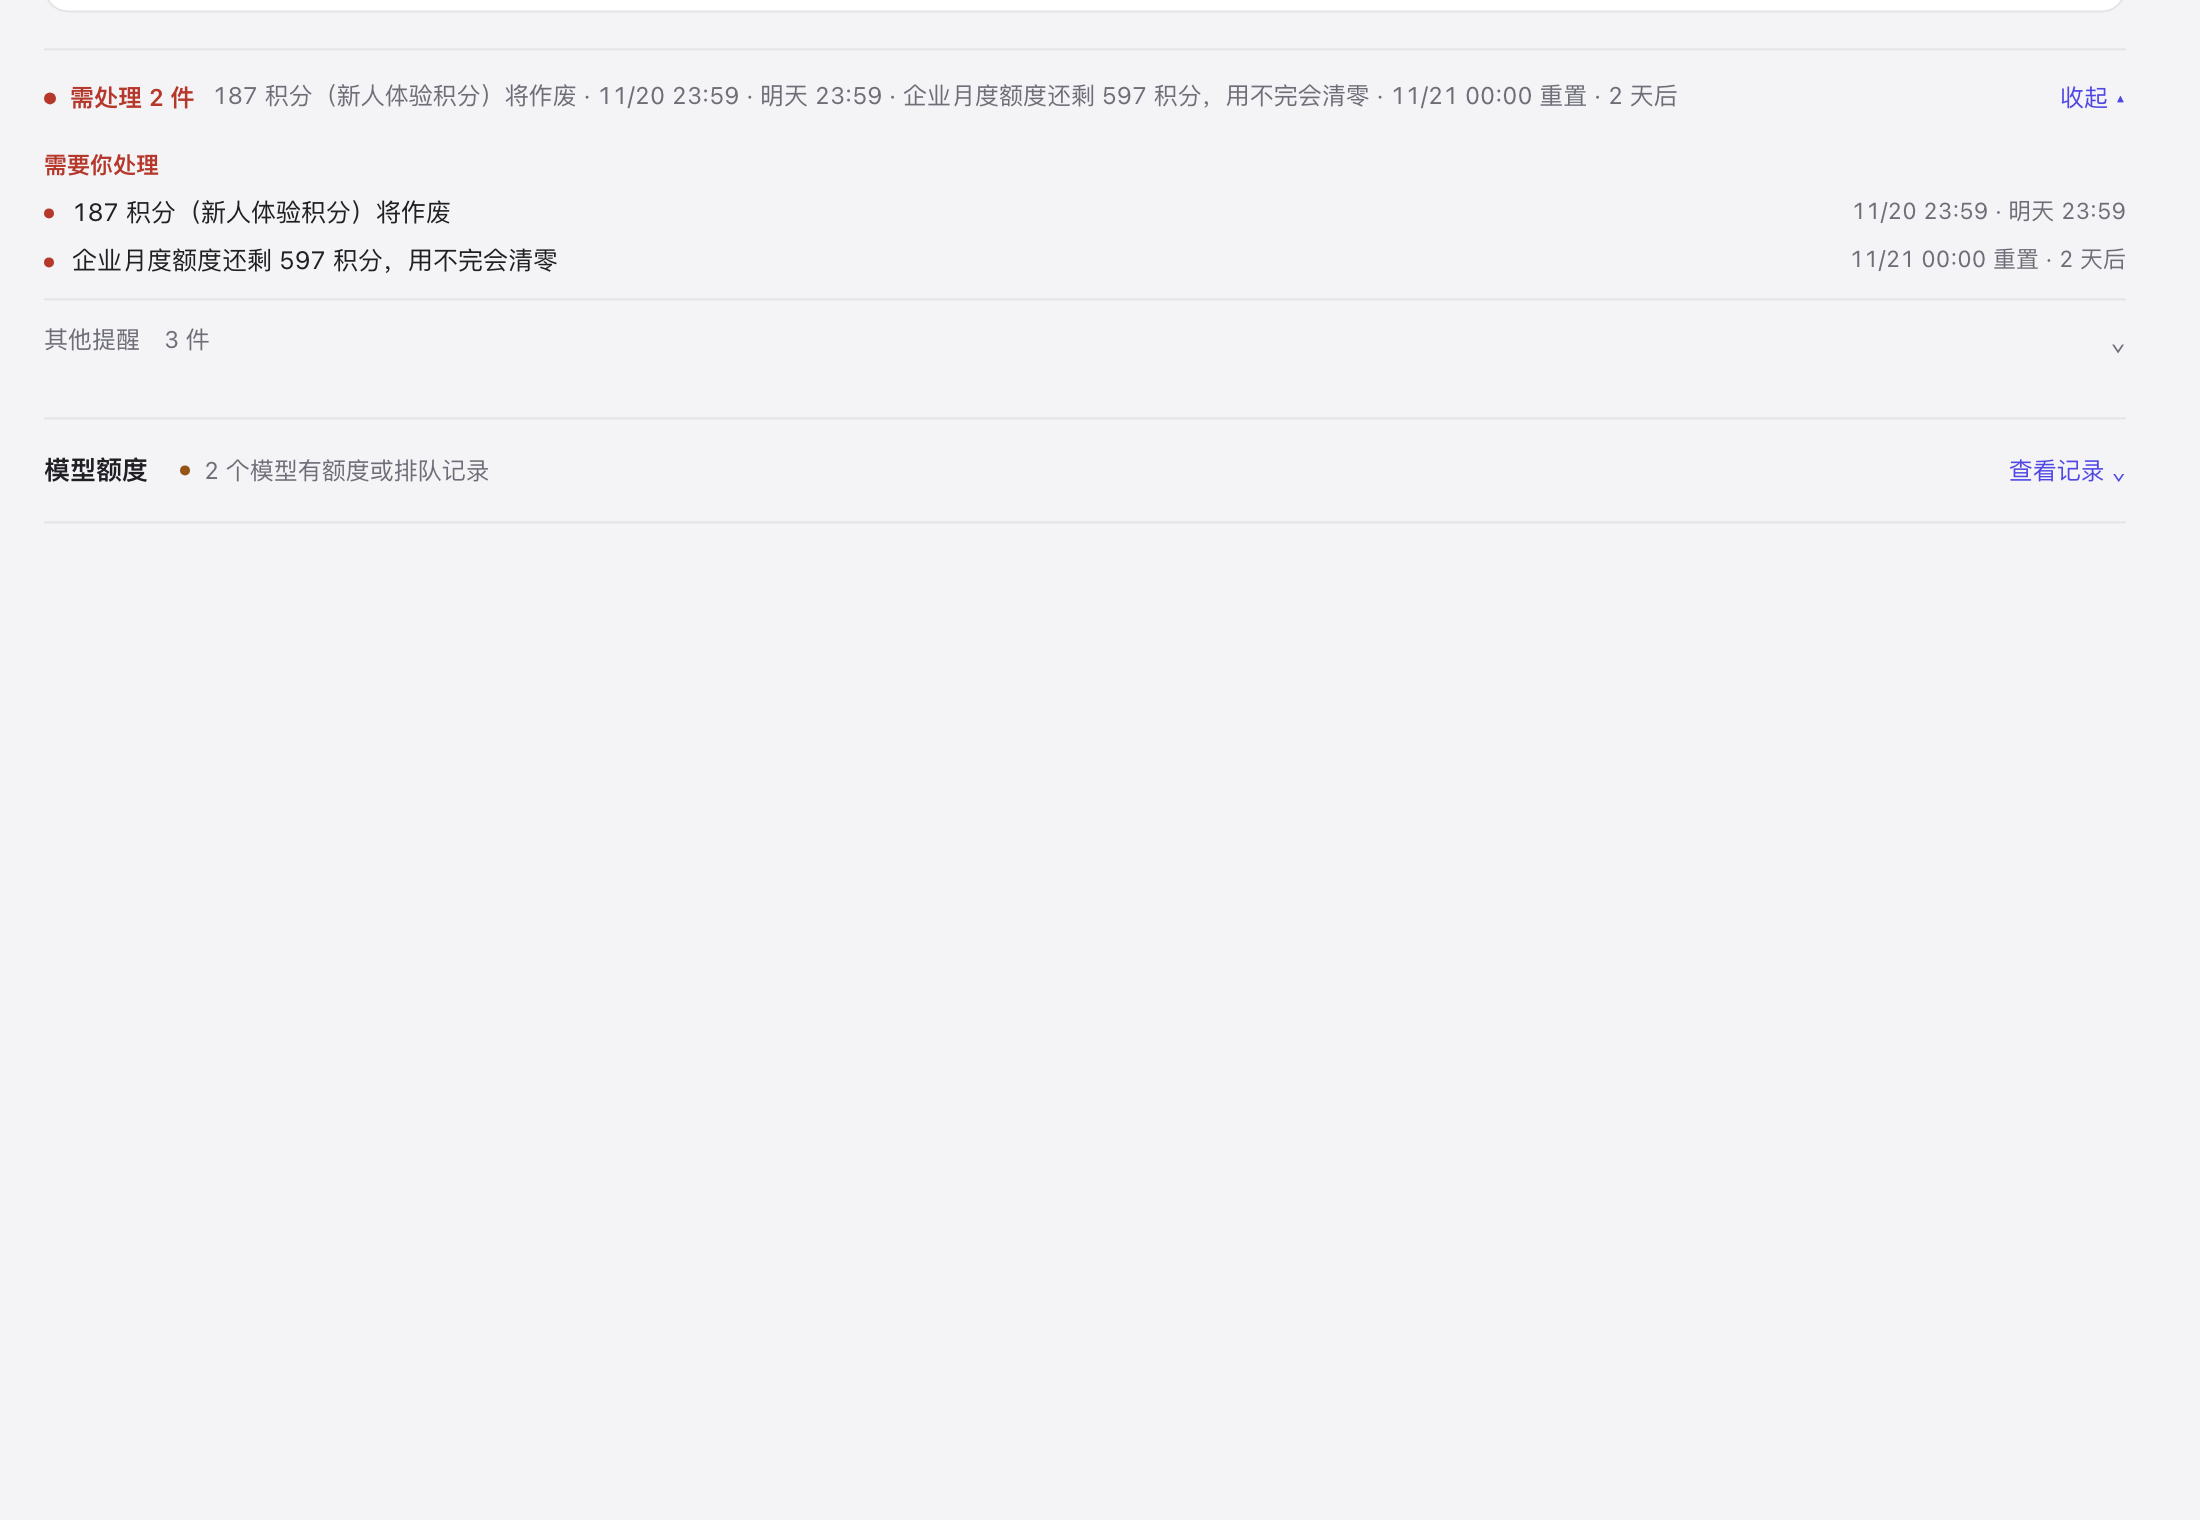 需处理 2 件 187 积分（新人体验积分）将作废 · 11/20 23:59 · 明天 23:59 · 企业月度额度还剩 597 积分，用不完会清零 · 11/21 00:00 重置 · 2 天后 收起 ▴
需要你处理
187 积分（新人体验积分）将作废 11/20 23:59 · 明天 23:59
企业月度额度还剩 597 积分，用不完会清零 11/21 00:00 重置 · 2 天后
其他提醒 3 件
模型额度 2 个模型有额度或排队记录 查看记录